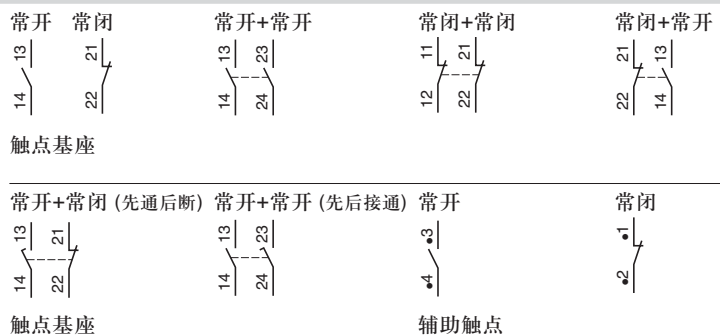 常开 常闭 常开+常开 常闭+常闭 常闭+常开
13 21 13 23 11 21 21 13
14 22 14 24 12 22 22 14
触点基座
常开+常闭 (先通后断) 常开+常开 (先后接通) 常开 常闭
13 21 13 23 •3 •1
14 22 14 24 •4 •2
触点基座 辅助触点